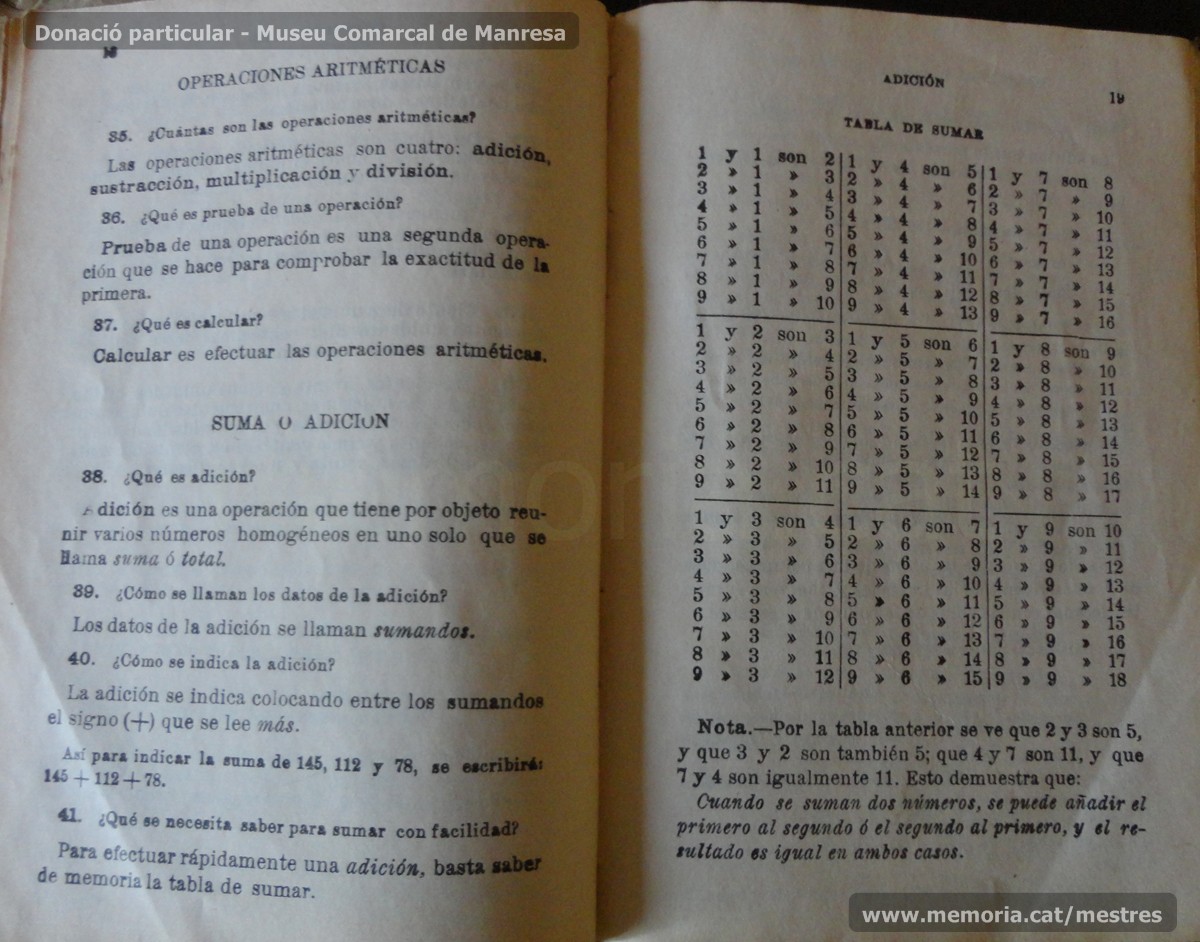 Donació particular - Museu Comarcal de Manresa
18
OPERACIONES ARITMÉTICAS
35. ¿Cuántas son las operaciones aritméticas?
Las operaciones aritméticas son cuatro: adición,
sustracción, multiplicación y división.
36. ¿Qué es prueba de una operación?
Prueba de una operación es una segunda opera-
ción que se hace para comprobar la exactitud de la
primera.
37. ¿Qué es calcular?
Calcular es efectuar las operaciones aritméticas.
SUMA O ADICION
38. ¿Qué es adición?
Adición es una operación que tiene por objeto reu-
nir varios números homogéneos en uno solo que se
llama suma ó total.
39. ¿Cómo se llaman los datos de la adición?
Los datos de la adición se llaman sumandos.
40. ¿Cómo se indica la adición?
La adición se indica colocando entre los sumandos
el signo (+) que se lee más.
Así para indicar la suma de 145, 112 y 78, se escribirá:
145 + 112 + 78.
41. ¿Qué se necesita saber para sumar con facilidad?
Para efectuar rápidamente una adición, basta saber
de memoria la tabla de sumar.
ADICIÓN
19
TABLA DE SUMAR
1 y 1 son 2 | 1 y 4 son 5 | 1 y 7 son 8
2 » 1 » 3 | 2 » 4 » 6 | 2 » 7 » 9
3 » 1 » 4 | 3 » 4 » 7 | 3 » 7 » 10
4 » 1 » 5 | 4 » 4 » 8 | 4 » 7 » 11
5 » 1 » 6 | 5 » 4 » 9 | 5 » 7 » 12
6 » 1 » 7 | 6 » 4 » 10 | 6 » 7 » 13
7 » 1 » 8 | 7 » 4 » 11 | 7 » 7 » 14
8 » 1 » 9 | 8 » 4 » 12 | 8 » 7 » 15
9 » 1 » 10 | 9 » 4 » 13 | 9 » 7 » 16
1 y 2 son 3 | 1 y 5 son 6 | 1 y 8 son 9
2 » 2 » 4 | 2 » 5 » 7 | 2 » 8 » 10
3 » 2 » 5 | 3 » 5 » 8 | 3 » 8 » 11
4 » 2 » 6 | 4 » 5 » 9 | 4 » 8 » 12
5 » 2 » 7 | 5 » 5 » 10 | 5 » 8 » 13
6 » 2 » 8 | 6 » 5 » 11 | 6 » 8 » 14
7 » 2 » 9 | 7 » 5 » 12 | 7 » 8 » 15
8 » 2 » 10 | 8 » 5 » 13 | 8 » 8 » 16
9 » 2 » 11 | 9 » 5 » 14 | 9 » 8 » 17
1 y 3 son 4 | 1 y 6 son 7 | 1 y 9 son 10
2 » 3 » 5 | 2 » 6 » 8 | 2 » 9 » 11
3 » 3 » 6 | 3 » 6 » 9 | 3 » 9 » 12
4 » 3 » 7 | 4 » 6 » 10 | 4 » 9 » 13
5 » 3 » 8 | 5 » 6 » 11 | 5 » 9 » 14
6 » 3 » 9 | 6 » 6 » 12 | 6 » 9 » 15
7 » 3 » 10 | 7 » 6 » 13 | 7 » 9 » 16
8 » 3 » 11 | 8 » 6 » 14 | 8 » 9 » 17
9 » 3 » 12 | 9 » 6 » 15 | 9 » 9 » 18
Nota.—Por la tabla anterior se ve que 2 y 3 son 5,
y que 3 y 2 son también 5; que 4 y 7 son 11, y que
7 y 4 son igualmente 11. Esto demuestra que:
Cuando se suman dos números, se puede añadir el
primero al segundo ó el segundo al primero, y el re-
sultado es igual en ambos casos.
www.memoria.cat/mestres